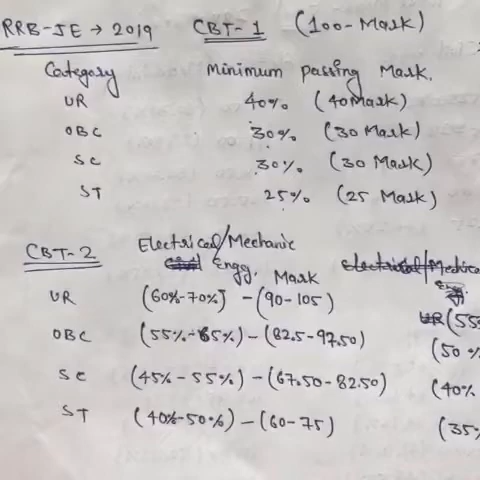 RRB-JE → 2019 CBT-1 (100-Mark)
Category Minimum passing Mark.
UR 40% (40 Mark)
OBC 30% (30 Mark)
SC 30% (30 Mark)
ST 25% (25 Mark)
CBT-2 Electrical/Mechanic
Engg. Mark
UR (60%-70%) - (90-105) (55%
OBC (55%-65%) - (82.5-97.50) (50%
SC (45%-55%) - (67.50-82.50) (40%
ST (40%-50%) - (60-75) (35%